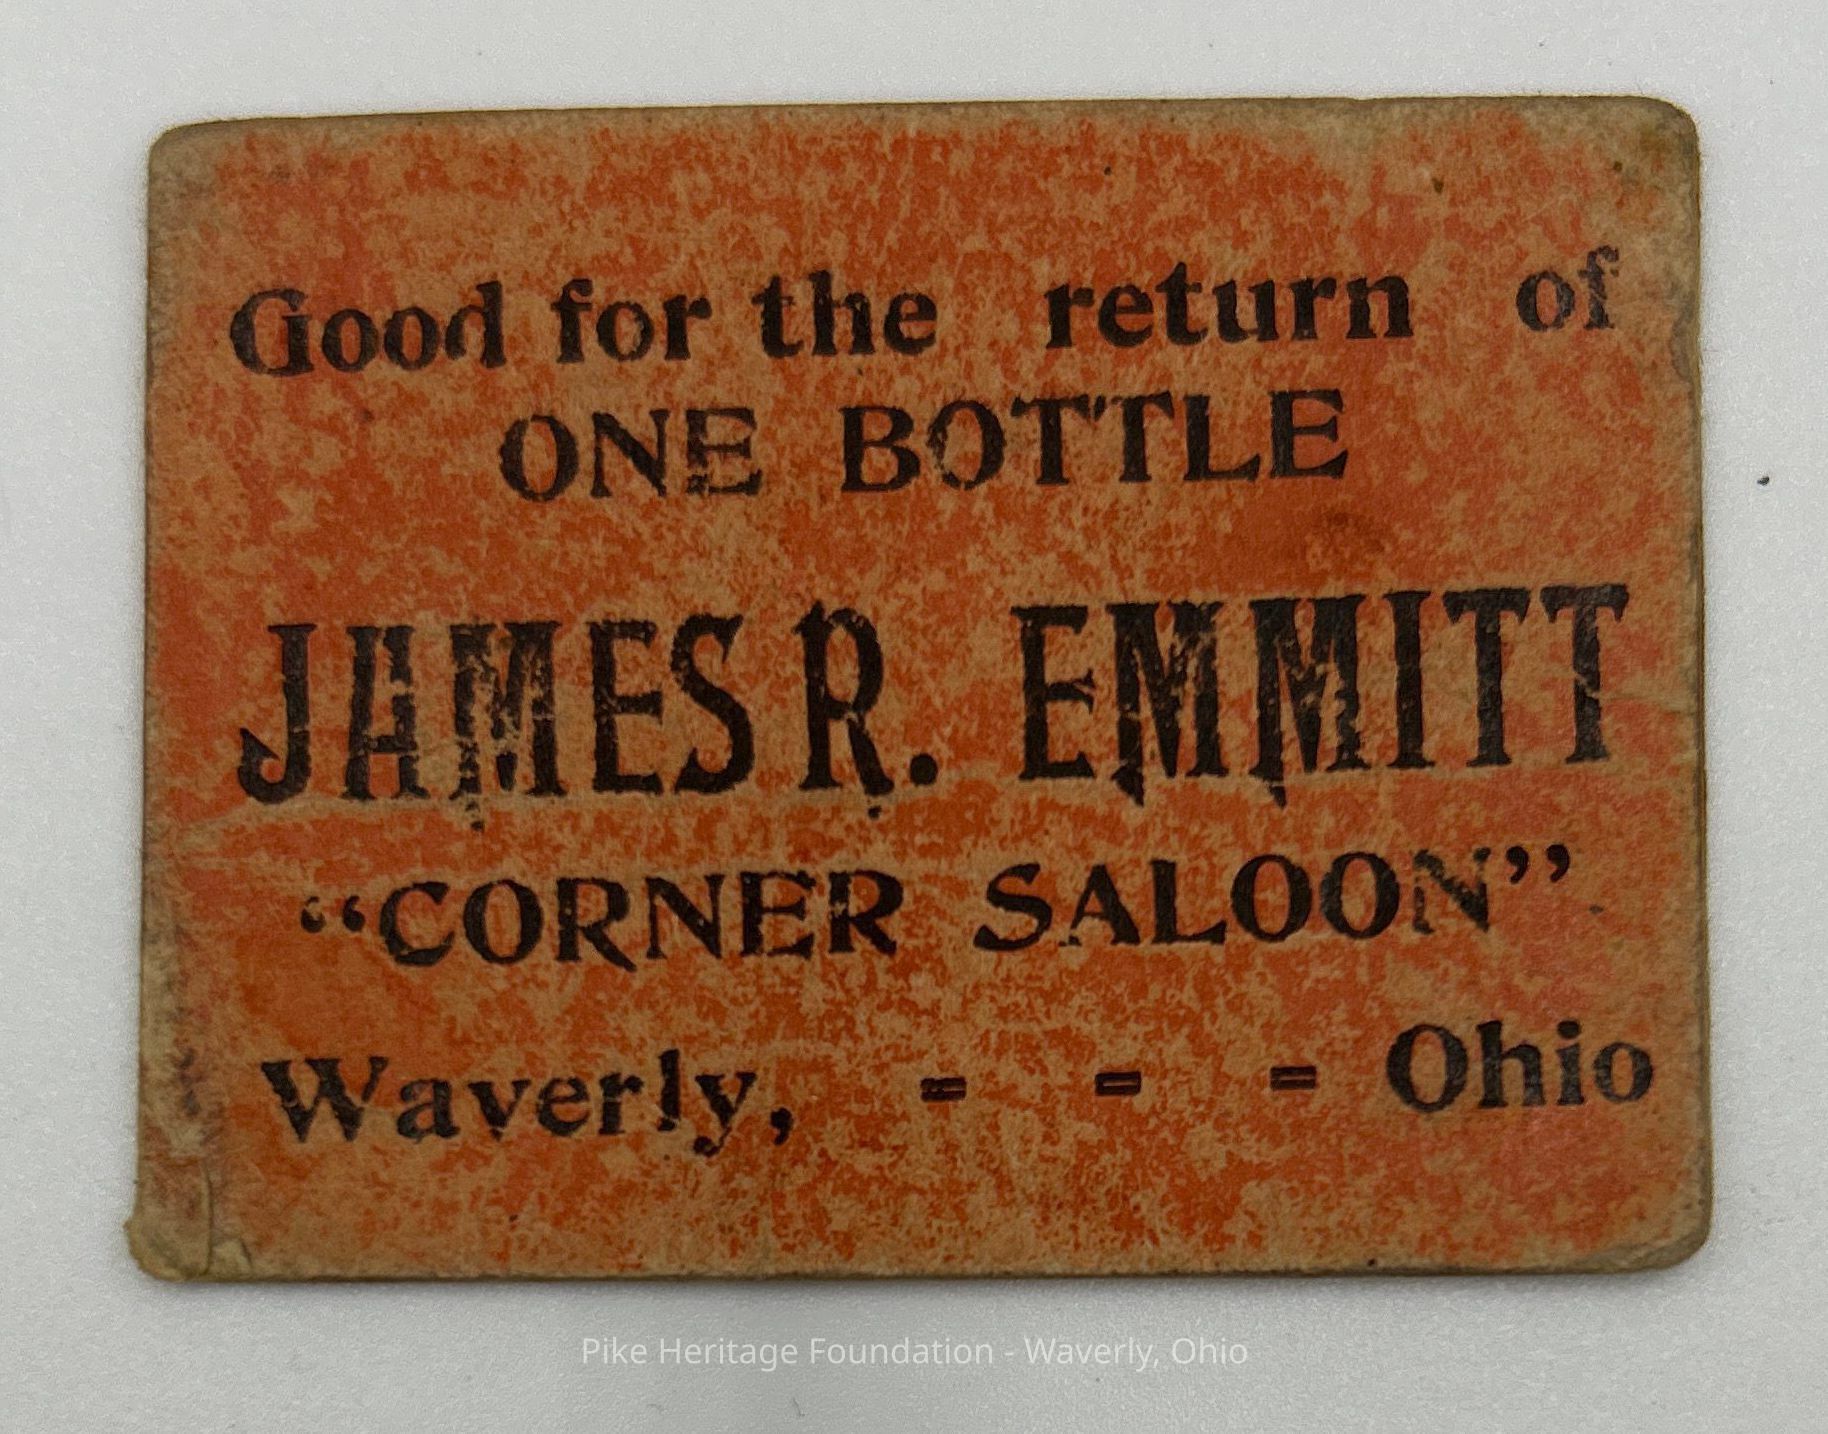 Good for the return of
ONE BOTTLE
JAMES R. EMMITT
“CORNER SALOON”
Waverly, = = = Ohio
Pike Heritage Foundation - Waverly, Ohio